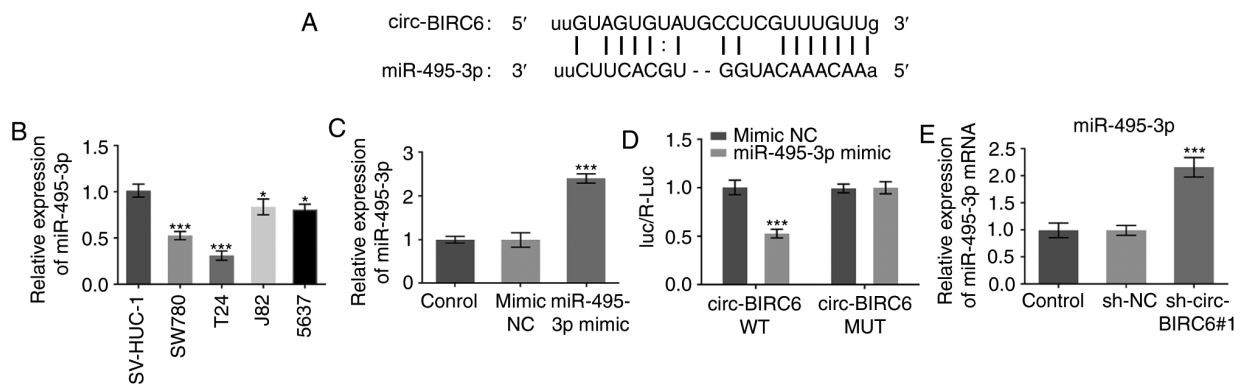 A
circ-BIRC6: 5′ uuGUAGUGUAUGCCUCGUUUGUUg 3′
miR-495-3p: 3′ uuCUUCACGU--GGUACAAACAAa 5′
B
Relative expression
of miR-495-3p
1.5
1.0
0.5
0.0
SV-HUC-1
SW780
T24
J82
5637
***
***
*
*
C
Relative expression
of miR-495-3p
3
2
1
0
***
Conrol
Mimic
NC
miR-495-
3p mimic
D
luc/R-Luc
1.5
1.0
0.5
0.0
Mimic NC
miR-495-3p mimic
***
circ-BIRC6
WT
circ-BIRC6
MUT
E
miR-495-3p
Relative expression
of miR-495-3p mRNA
2.5
2.0
1.5
1.0
0.5
0.0
***
Control
sh-NC
sh-circ-
BIRC6#1